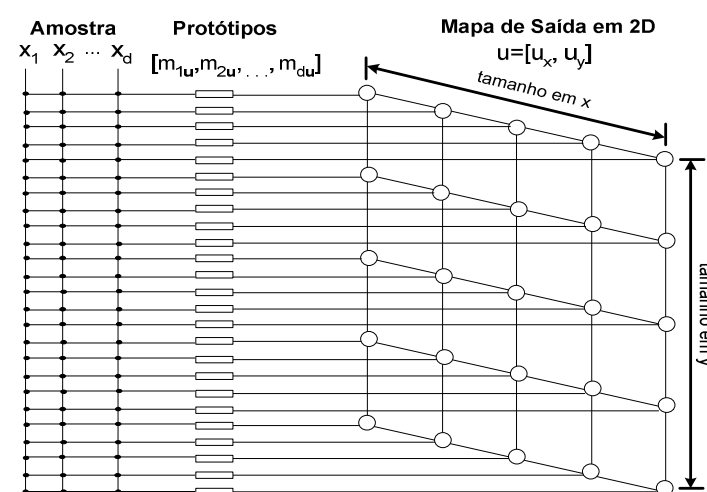 Amostra
x1 x2 ... xd
Protótipos
[m1u,m2u, . . . , mdu]
Mapa de Saída em 2D
u=[ux, uy]
tamanho em x
tamanho em y